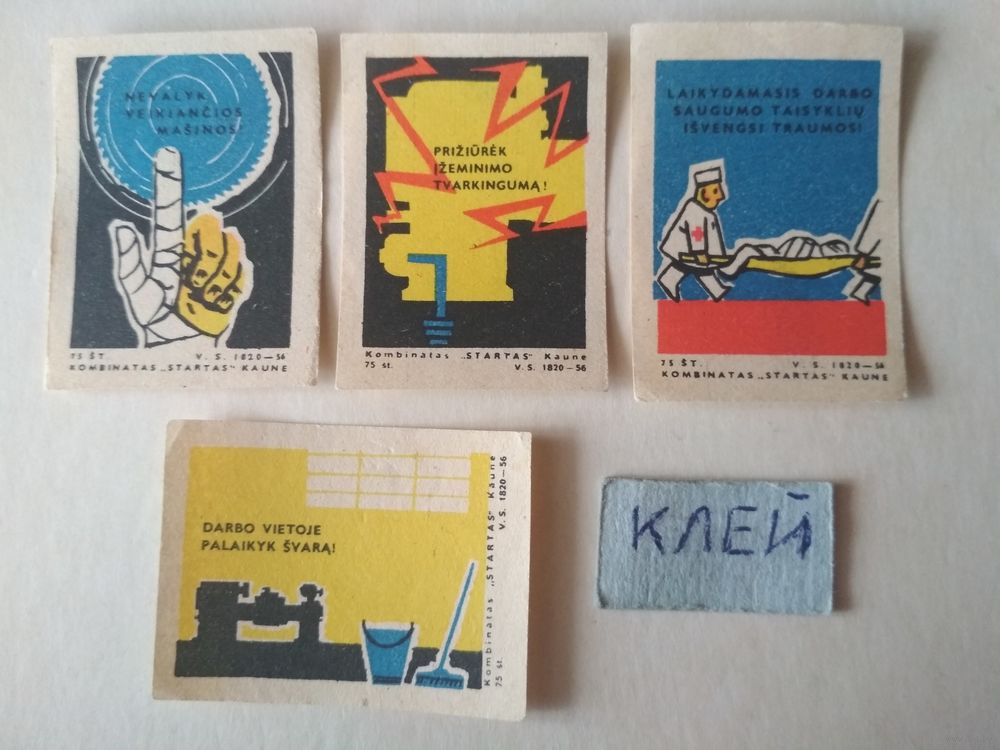 NEVALYK
VEIKIANČIOS
MAŠINOS!
75 ŠT. V. S. 1820—56
KOMBINATAS „STARTAS" KAUNE
PRIŽIŪRĖK
ĮŽEMINIMO
TVARKINGUMĄ!
Kombinatas „STARTAS" Kaune
75 st. V. S. 1820—56
LAIKYDAMASIS DARBO
SAUGUMO TAISYKLIŲ
IŠVENGSI TRAUMOS!
75 ŠT. V. S. 1820—56
KOMBINATAS „STARTAS" KAUNE
DARBO VIETOJE
PALAIKYK ŠVARĄ!
Kombinatas „STARTAS" Kaune
75 st. V. S. 1820—56
КЛЕЙ